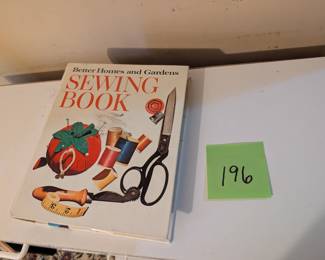 Better Homes and Gardens
SEWING
BOOK
196